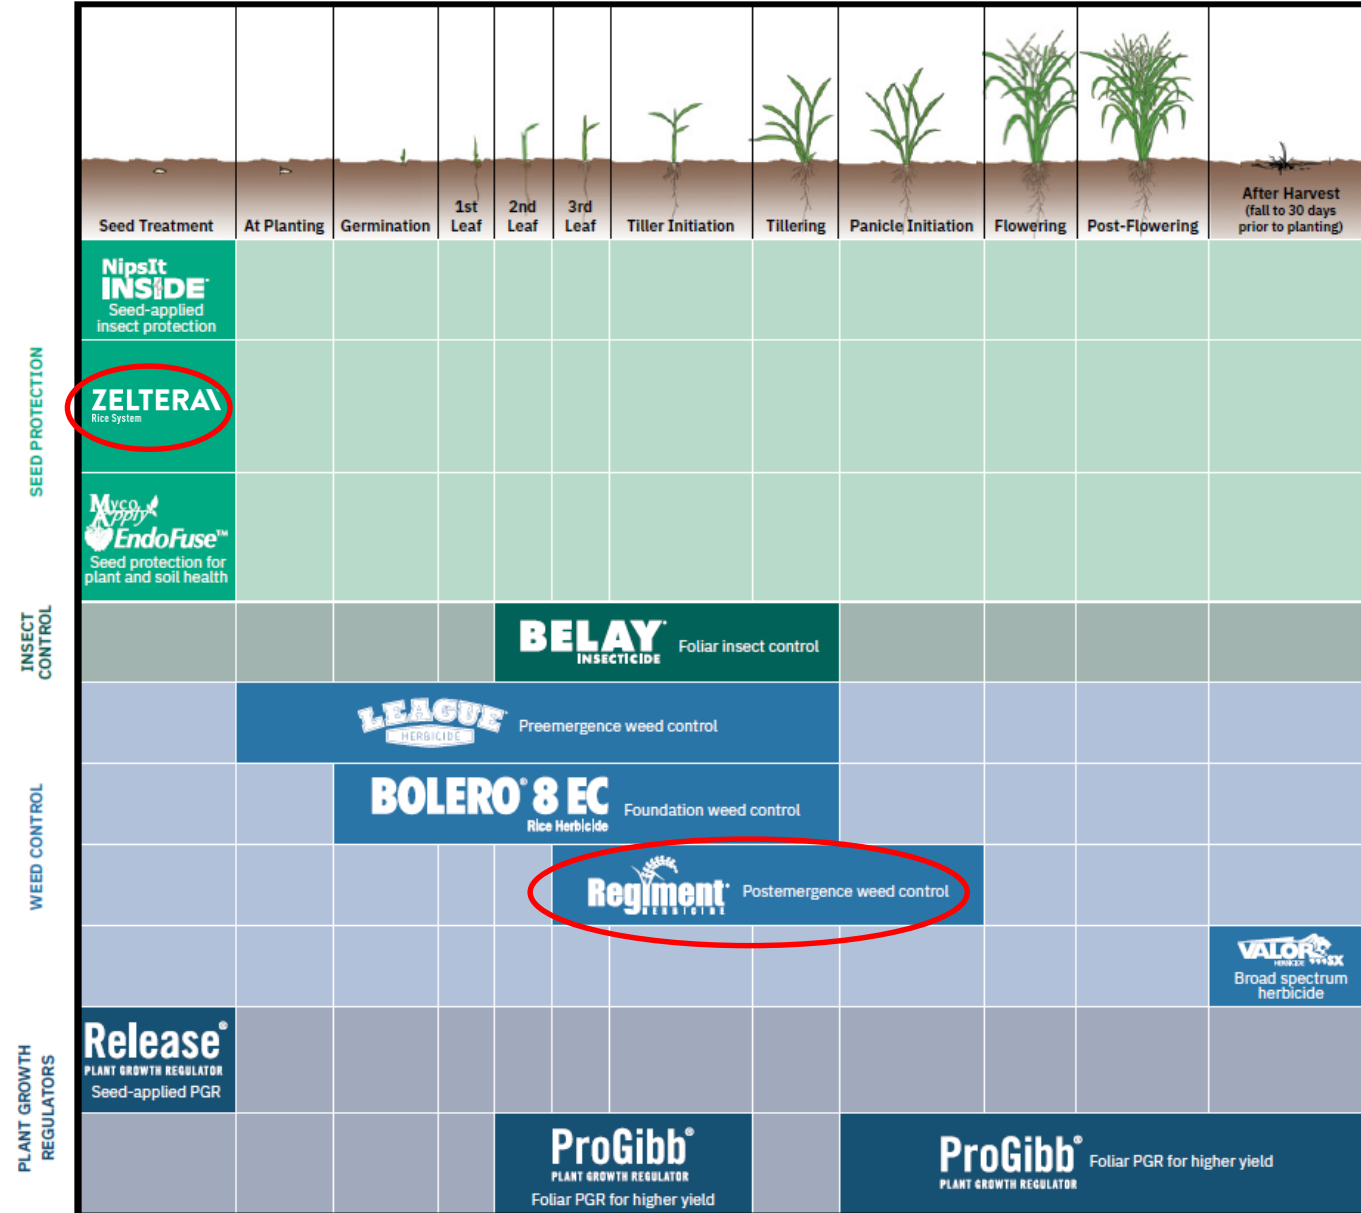 Seed Treatment
At Planting
Germination
1st
Leaf
2nd
Leaf
3rd
Leaf
Tiller Initiation
Tillering
Panicle Initiation
Flowering
Post-Flowering
After Harvest
(fall to 30 days
prior to planting)
SEED PROTECTION
NipsIt
INSIDE
Seed-applied
insect protection
ZELTERA
Rice System
Myco
Apply
EndoFuse™
Seed protection for
plant and soil health
INSECT
CONTROL
BELAY®
INSECTICIDE
Foliar insect control
WEED CONTROL
LEAGUE®
HERBICIDE
Preemergence weed control
BOLERO® 8 EC
Rice Herbicide
Foundation weed control
Regiment®
HERBICIDE
Postemergence weed control
VALOR®
HERBICIDE SX
Broad spectrum
herbicide
PLANT GROWTH
REGULATORS
Release®
PLANT GROWTH REGULATOR
Seed-applied PGR
ProGibb®
PLANT GROWTH REGULATOR
Foliar PGR for higher yield
ProGibb®
PLANT GROWTH REGULATOR
Foliar PGR for higher yield